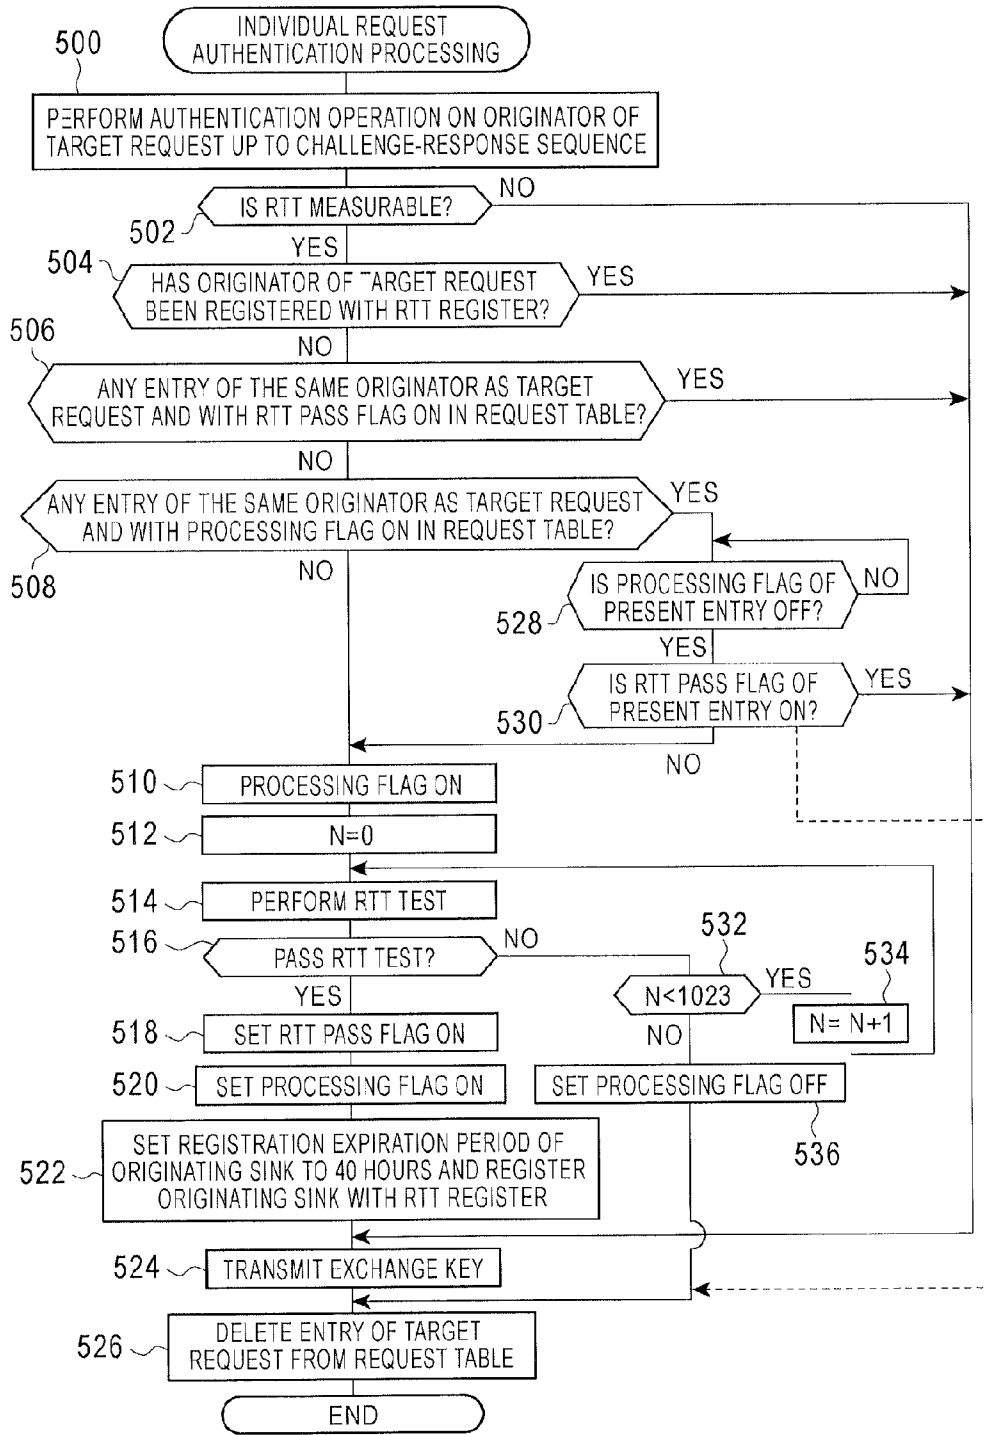 INDIVIDUAL REQUEST
AUTHENTICATION PROCESSING
500
PERFORM AUTHENTICATION OPERATION ON ORIGINATOR OF
TARGET REQUEST UP TO CHALLENGE-RESPONSE SEQUENCE
502
IS RTT MEASURABLE?
NO
YES
504
HAS ORIGINATOR OF TARGET REQUEST
BEEN REGISTERED WITH RTT REGISTER?
YES
NO
506
ANY ENTRY OF THE SAME ORIGINATOR AS TARGET
REQUEST AND WITH RTT PASS FLAG ON IN REQUEST TABLE?
YES
NO
508
ANY ENTRY OF THE SAME ORIGINATOR AS TARGET REQUEST
AND WITH PROCESSING FLAG ON IN REQUEST TABLE?
YES
NO
528
IS PROCESSING FLAG OF
PRESENT ENTRY OFF?
NO
YES
530
IS RTT PASS FLAG OF
PRESENT ENTRY ON?
YES
NO
510
PROCESSING FLAG ON
512
N=0
514
PERFORM RTT TEST
516
PASS RTT TEST?
NO
YES
532
N<1023
YES
NO
534
N= N+1
518
SET RTT PASS FLAG ON
520
SET PROCESSING FLAG ON
SET PROCESSING FLAG OFF
536
522
SET REGISTRATION EXPIRATION PERIOD OF
ORIGINATING SINK TO 40 HOURS AND REGISTER
ORIGINATING SINK WITH RTT REGISTER
524
TRANSMIT EXCHANGE KEY
526
DELETE ENTRY OF TARGET
REQUEST FROM REQUEST TABLE
END